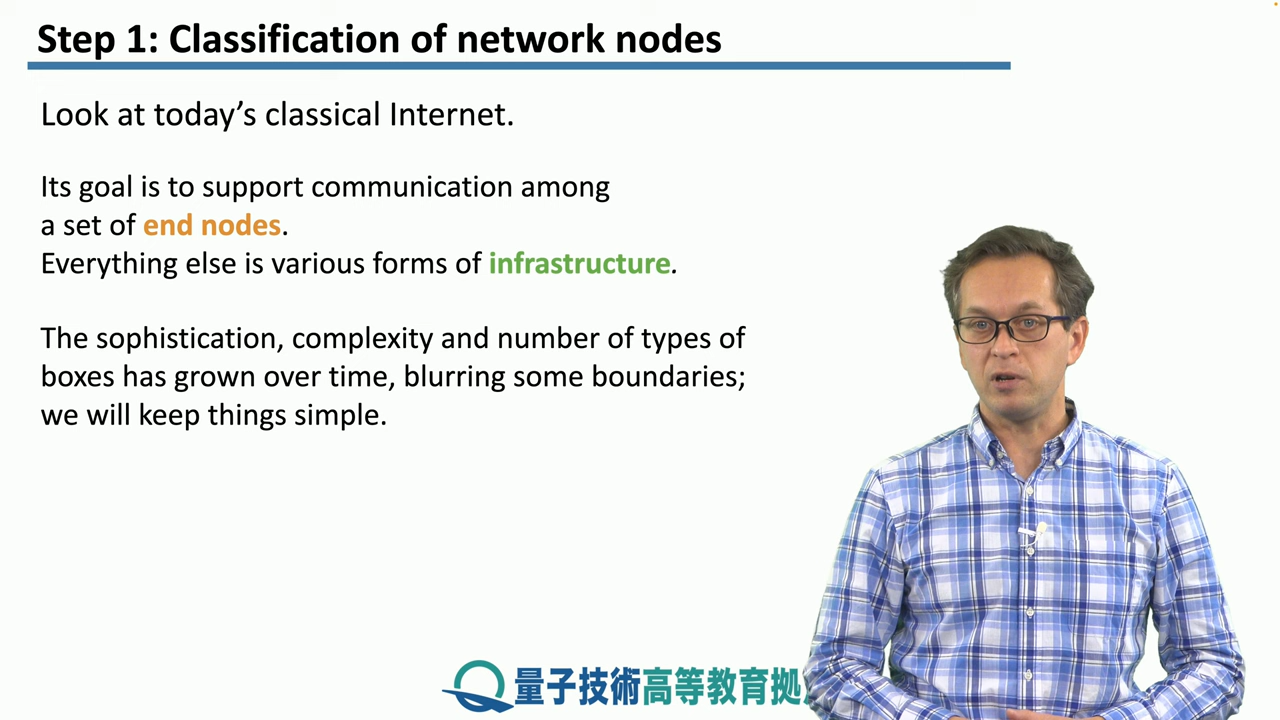 Step 1: Classification of network nodes
Look at today’s classical Internet.
Its goal is to support communication among
a set of end nodes.
Everything else is various forms of infrastructure.
The sophistication, complexity and number of types of
boxes has grown over time, blurring some boundaries;
we will keep things simple.
量子技術高等教育拠